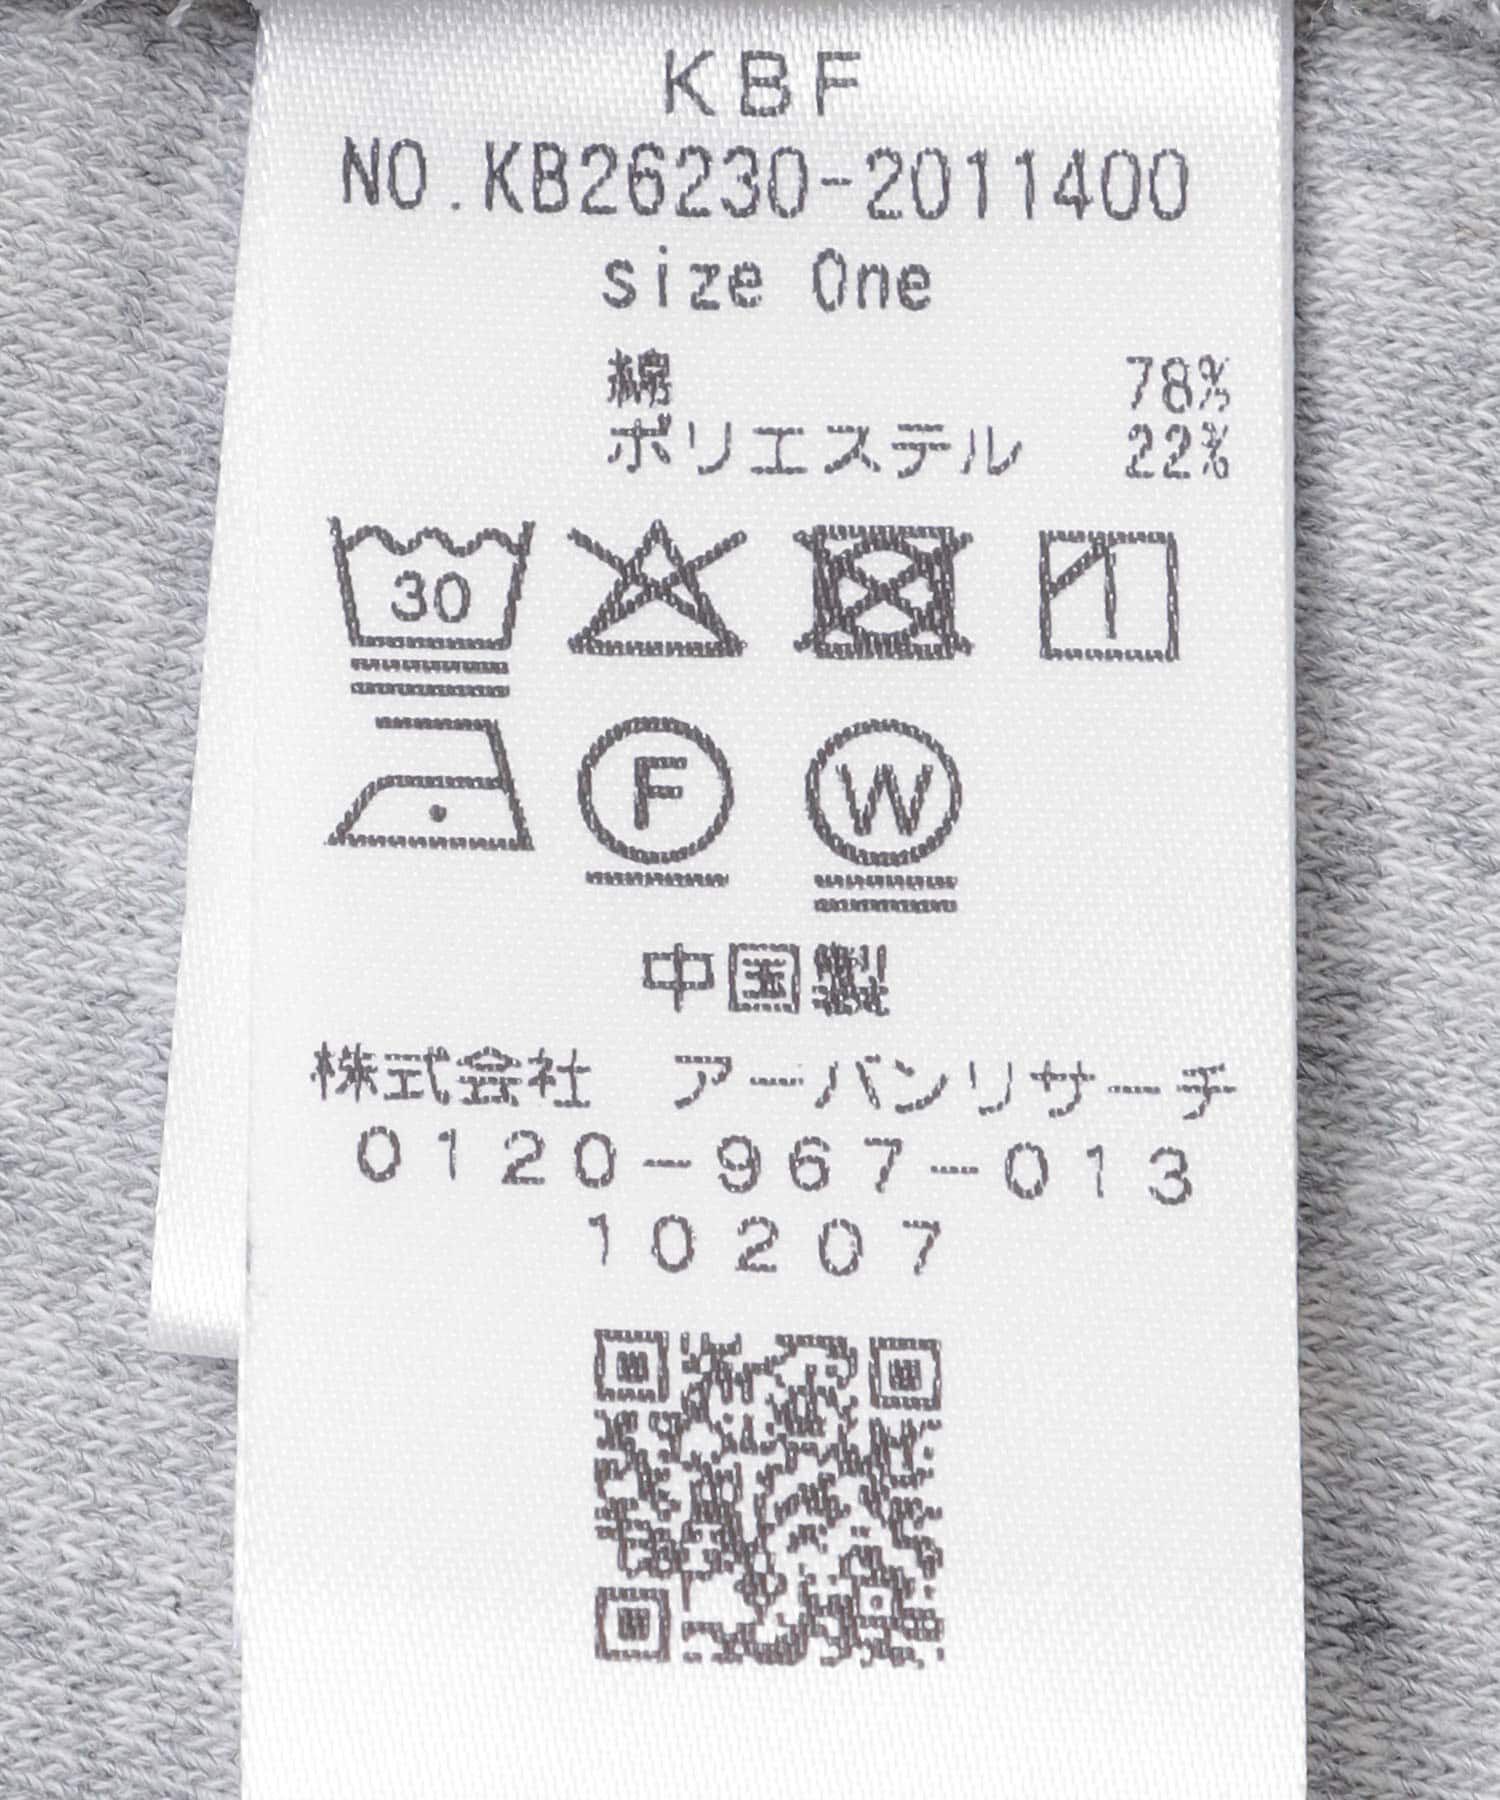 KBF
NO.KB26230-2011400
size One
綿 78%
ポリエステル 22%
30
F W
中国製
株式会社 アーバンリサーチ
0120-967-013
10207